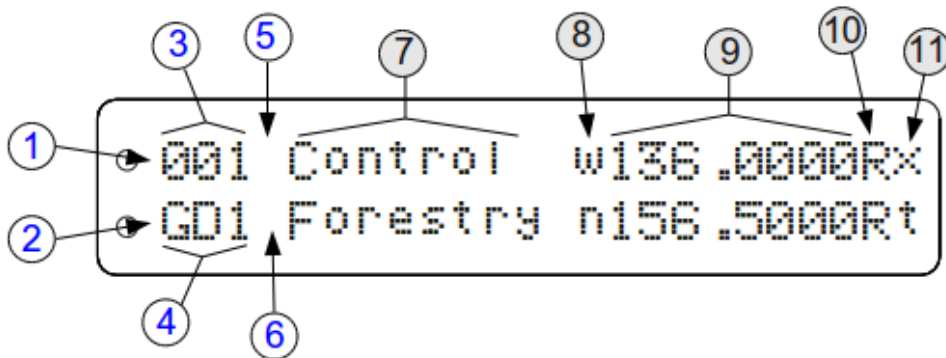 3 5 7 8 9 10 11
1 001 Control w136.0000Rx
2 GD1 Forestry n156.5000Rt
4 6